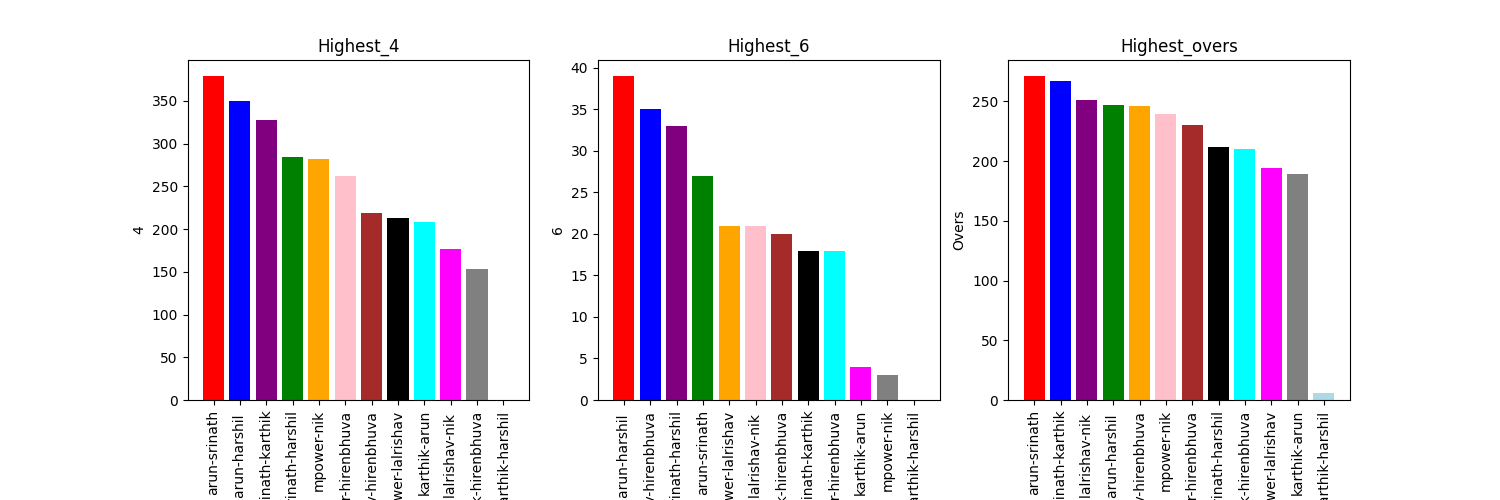 Highest_4
4
350
300
250
200
150
100
50
0
arun-srinath
arun-harshil
inath-karthik
inath-harshil
mpower-nik
r-hirenbhuva
/-hirenbhuva
wer-lalrishav
karthik-arun
lalrishav-nik
k-hirenbhuva
arthik-harshil
Highest_6
6
40
35
30
25
20
15
10
5
0
arun-harshil
/-hirenbhuva
inath-harshil
arun-srinath
wer-lalrishav
lalrishav-nik
k-hirenbhuva
inath-karthik
r-hirenbhuva
karthik-arun
mpower-nik
arthik-harshil
Highest_overs
Overs
250
200
150
100
50
0
arun-srinath
inath-karthik
lalrishav-nik
arun-harshil
/-hirenbhuva
mpower-nik
r-hirenbhuva
inath-harshil
k-hirenbhuva
wer-lalrishav
karthik-arun
arthik-harshil